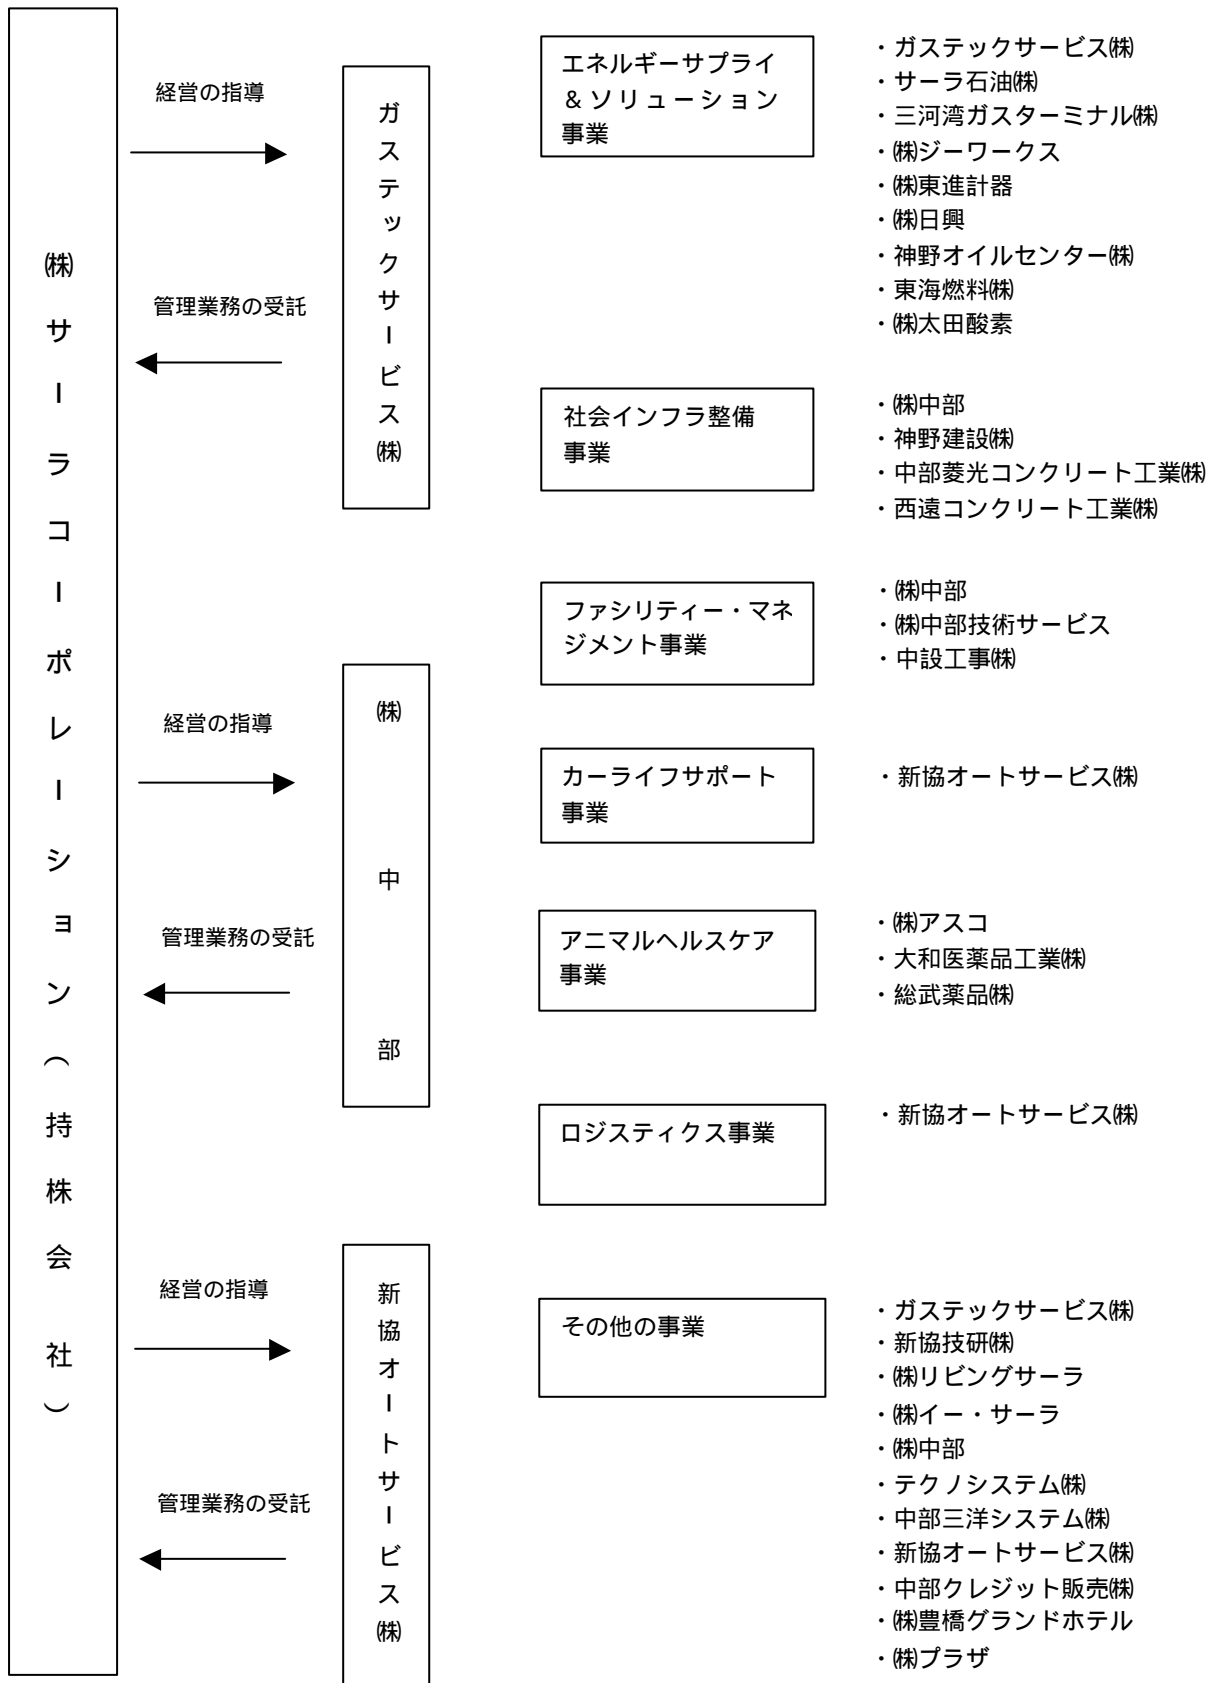 ㈱サーラコーポレーション（持株会社）
経営の指導
管理業務の受託
ガステックサービス㈱
経営の指導
管理業務の受託
㈱中部
経営の指導
管理業務の受託
新協オートサービス㈱
エネルギーサプライ
＆ソリューション
事業
・ガステックサービス㈱
・サーラ石油㈱
・三河湾ガスターミナル㈱
・㈱ジーワークス
・㈱東進計器
・㈱日興
・神野オイルセンター㈱
・東海燃料㈱
・㈱太田酸素
社会インフラ整備
事業
・㈱中部
・神野建設㈱
・中部菱光コンクリート工業㈱
・西遠コンクリート工業㈱
ファシリティー・マネ
ジメント事業
・㈱中部
・㈱中部技術サービス
・中設工事㈱
カーライフサポート
事業
・新協オートサービス㈱
アニマルヘルスケア
事業
・㈱アスコ
・大和医薬品工業㈱
・総武薬品㈱
ロジスティクス事業
・新協オートサービス㈱
その他の事業
・ガステックサービス㈱
・新協技研㈱
・㈱リビングサーラ
・㈱イー・サーラ
・㈱中部
・テクノシステム㈱
・中部三洋システム㈱
・新協オートサービス㈱
・中部クレジット販売㈱
・㈱豊橋グランドホテル
・㈱プラザ